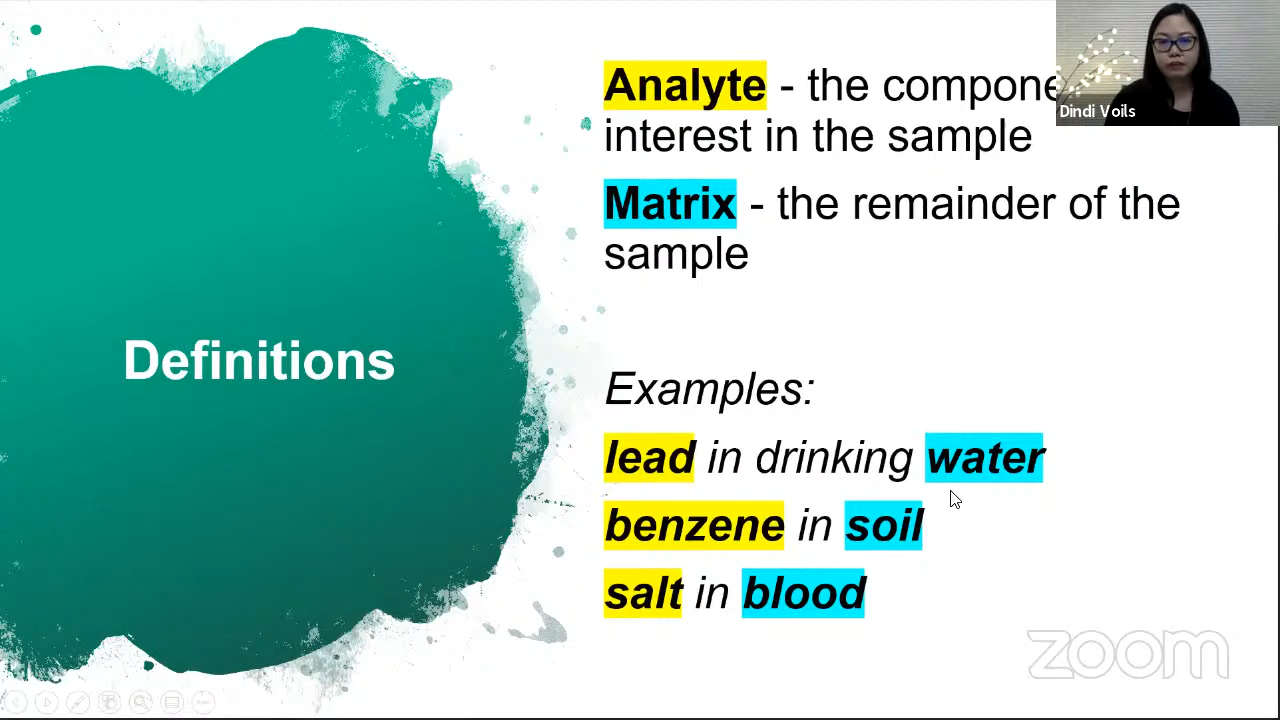 Analyte - the compone
interest in the sample
Dindi Voils
Matrix - the remainder of the
sample
Definitions
Examples:
lead in drinking water
benzene in soil
salt in blood
zoom